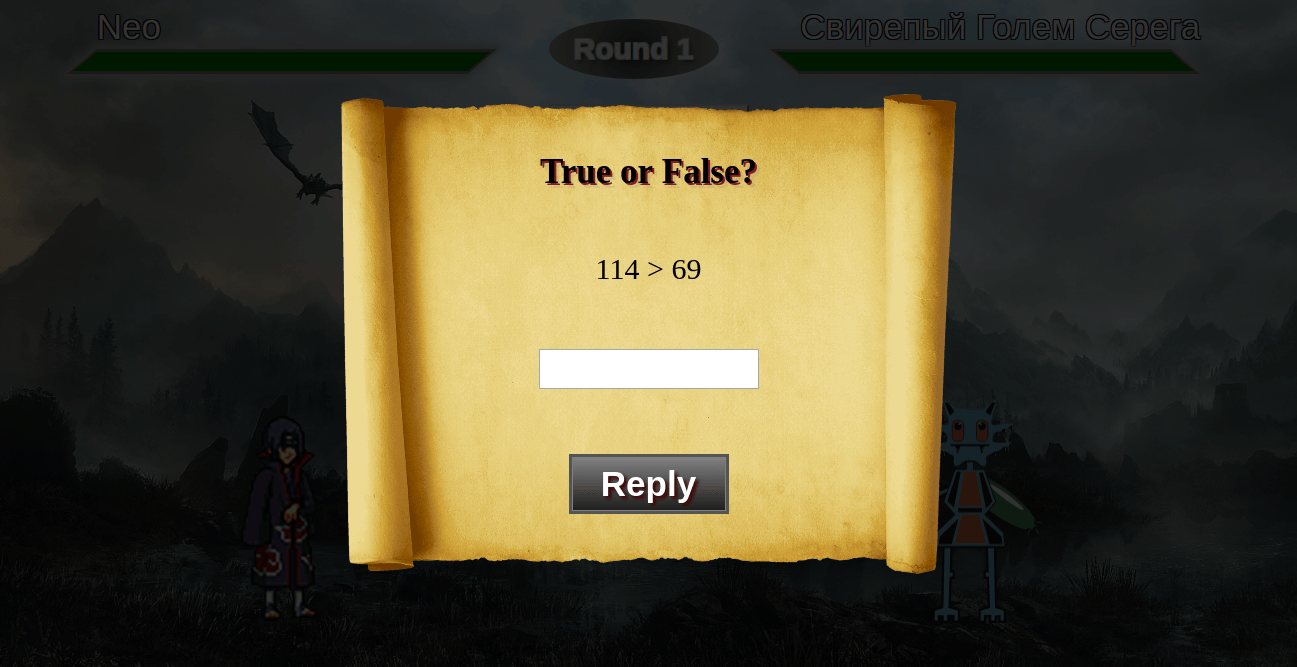 Neo
Round 1
Свирепый Голем Серега
True or False?
114 > 69
Reply